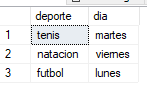 deporte dia
1 tenis martes
2 natacion viernes
3 futbol lunes